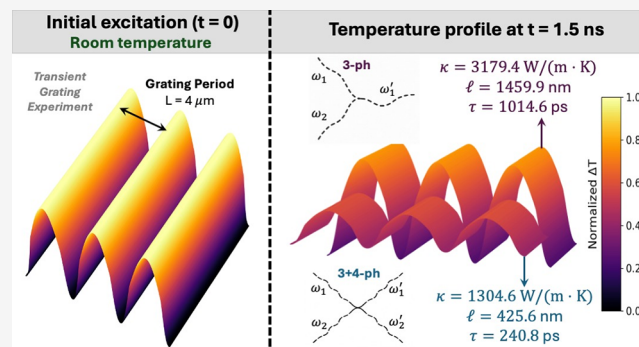 Initial excitation (t = 0)
Room temperature
Transient
Grating
Experiment
Grating Period
L = 4 μm
Temperature profile at t = 1.5 ns
3-ph
ω₁
ω₁′
ω₂
κ = 3179.4 W/(m · K)
ℓ = 1459.9 nm
τ = 1014.6 ps
3+4-ph
ω₁
ω₁′
ω₂
ω₂′
κ = 1304.6 W/(m · K)
ℓ = 425.6 nm
τ = 240.8 ps
1.0
0.8
0.6
0.4
0.2
0.0
Normalized ΔT